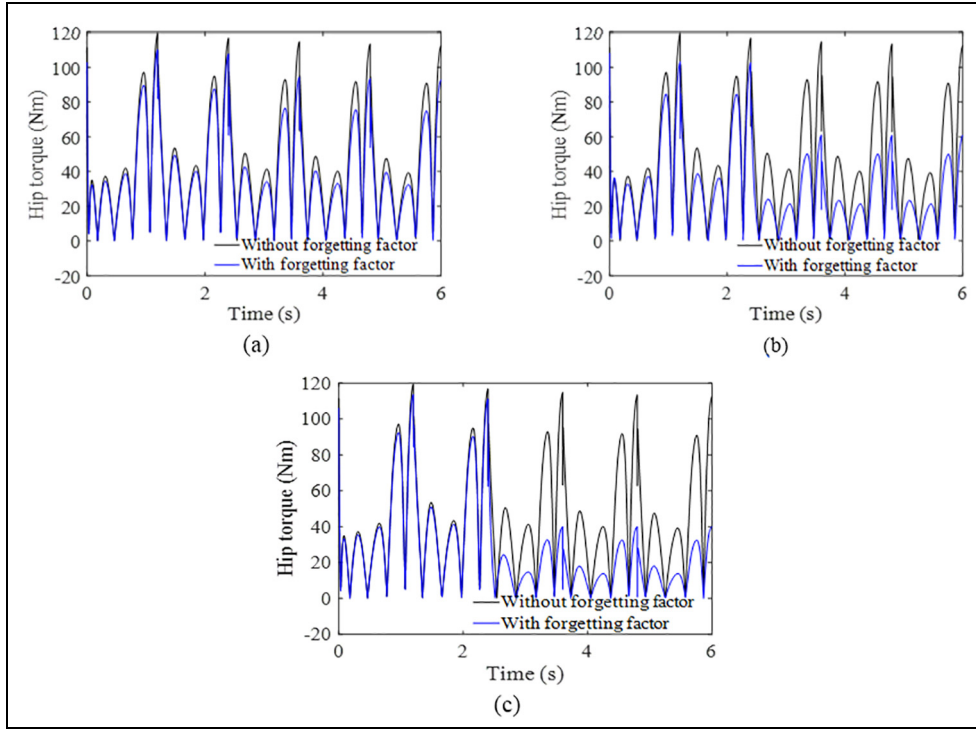 120
100
80
60
40
20
0
-20
Hip torque (Nm)
Without forgetting factor
With forgetting factor
0
2
4
6
Time (s)
(a)
120
100
80
60
40
20
0
-20
Hip torque (Nm)
Without forgetting factor
With forgetting factor
0
2
4
6
Time (s)
(b)
120
100
80
60
40
20
0
-20
Hip torque (Nm)
Without forgetting factor
With forgetting factor
0
2
4
6
Time (s)
(c)